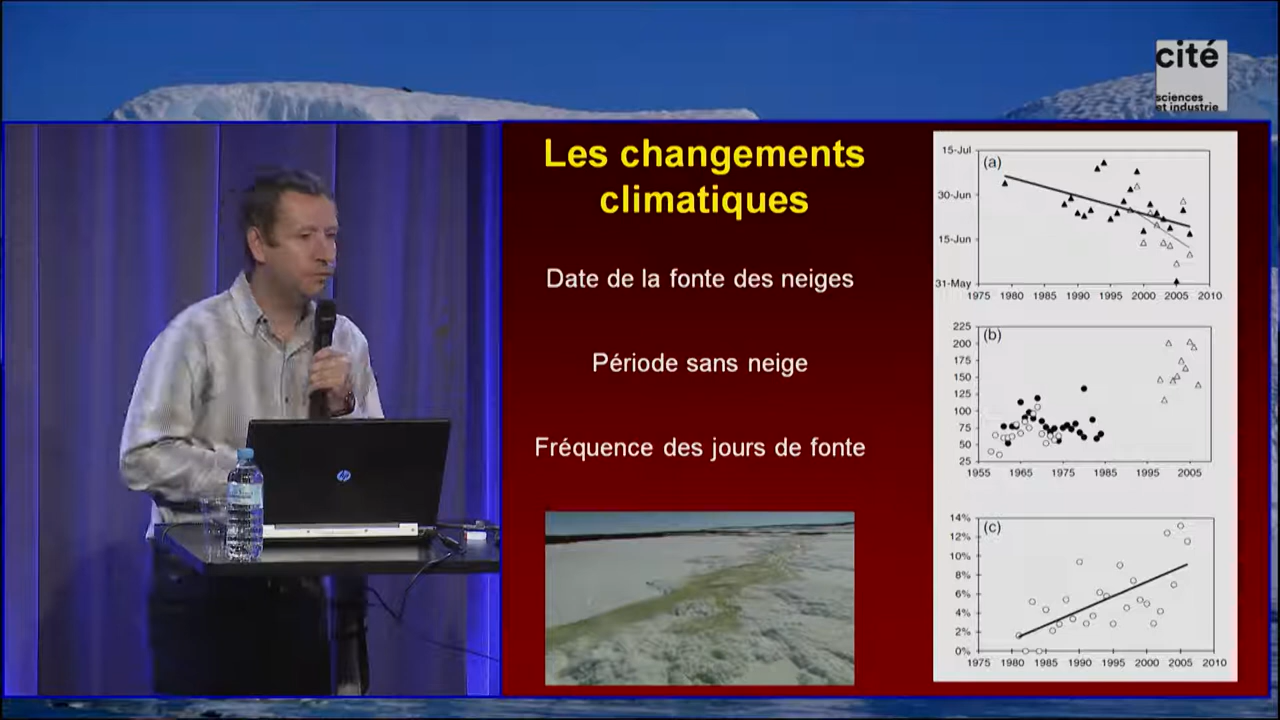 cité
sciences
et industrie
Les changements
climatiques
Date de la fonte des neiges
Période sans neige
Fréquence des jours de fonte
(a)
15-Jul
30-Jun
15-Jun
31-May
1975 1980 1985 1990 1995 2000 2005 2010
(b)
225
200
175
150
125
100
75
50
25
1955 1965 1975 1985 1995 2005
(c)
14%
12%
10%
8%
6%
4%
2%
0%
1975 1980 1985 1990 1995 2000 2005 2010
hp